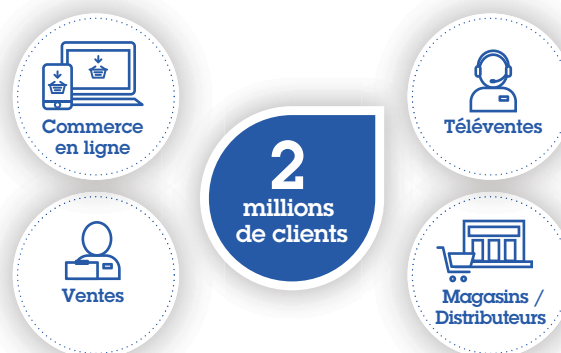 Commerce
en ligne
Téléventes
2
millions
de clients
Ventes
Magasins /
Distributeurs